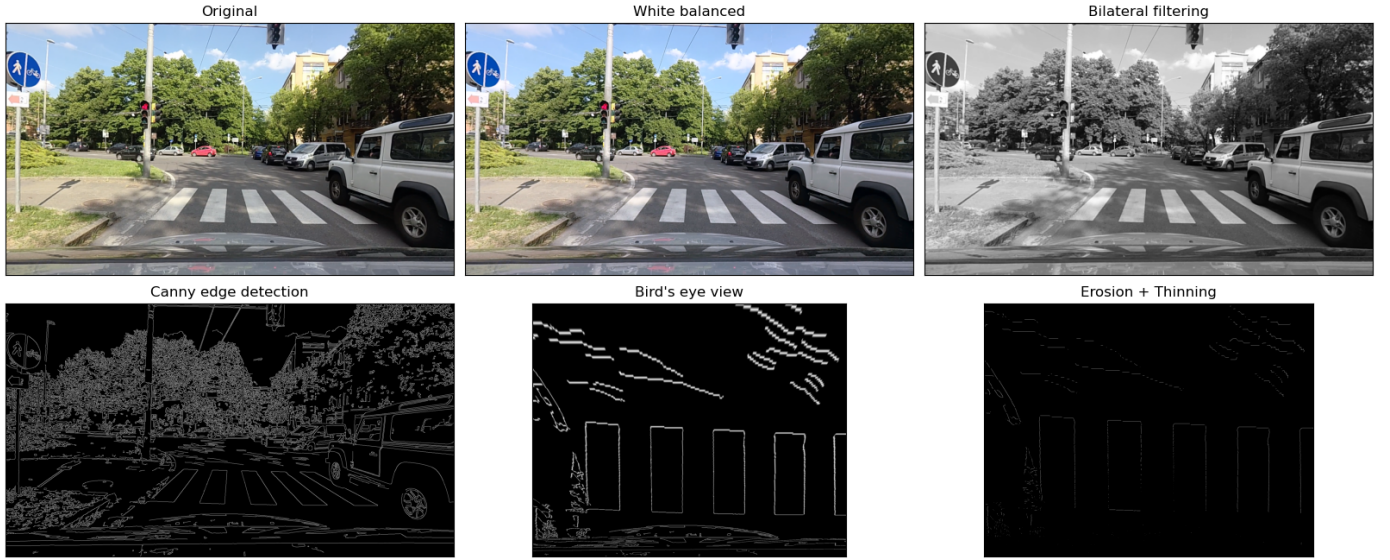 Original
White balanced
Bilateral filtering
Canny edge detection
Bird's eye view
Erosion + Thinning